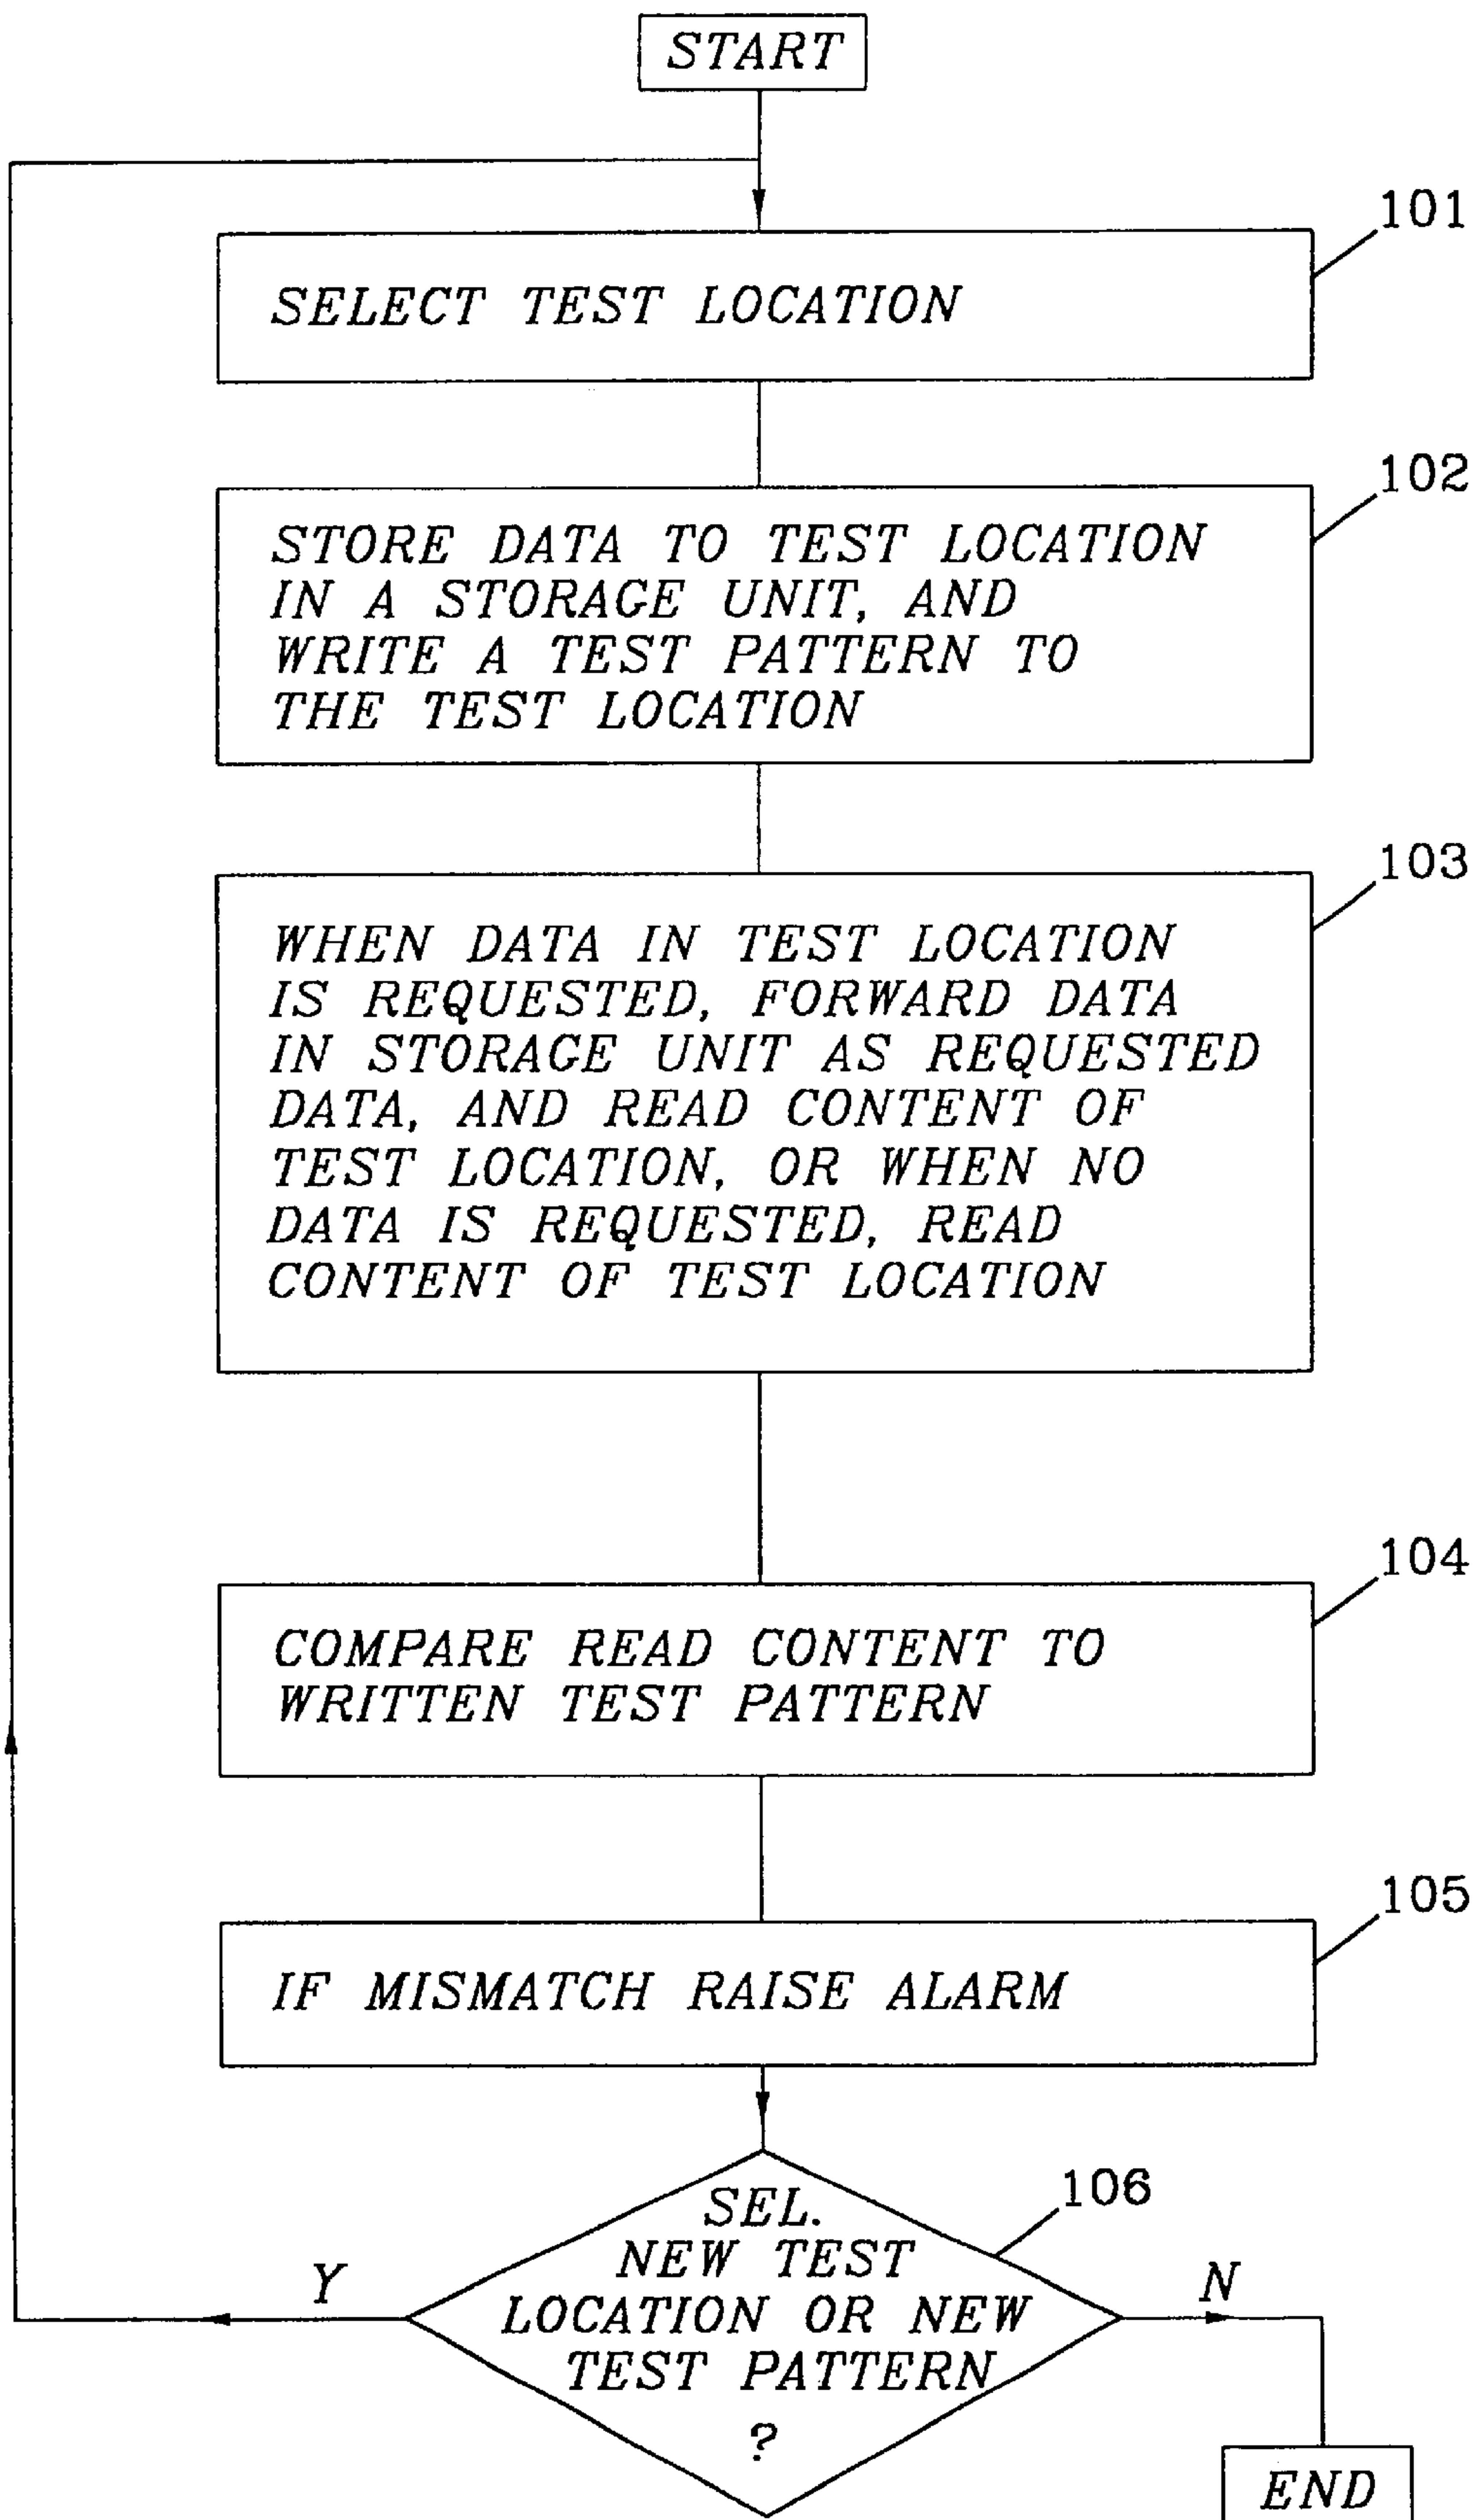 START
101
SELECT TEST LOCATION
102
STORE DATA TO TEST LOCATION
IN A STORAGE UNIT, AND
WRITE A TEST PATTERN TO
THE TEST LOCATION
103
WHEN DATA IN TEST LOCATION
IS REQUESTED, FORWARD DATA
IN STORAGE UNIT AS REQUESTED
DATA, AND READ CONTENT OF
TEST LOCATION, OR WHEN NO
DATA IS REQUESTED, READ
CONTENT OF TEST LOCATION
104
COMPARE READ CONTENT TO
WRITTEN TEST PATTERN
105
IF MISMATCH RAISE ALARM
106
SEL.
NEW TEST
LOCATION OR NEW
TEST PATTERN
?
Y
N
END